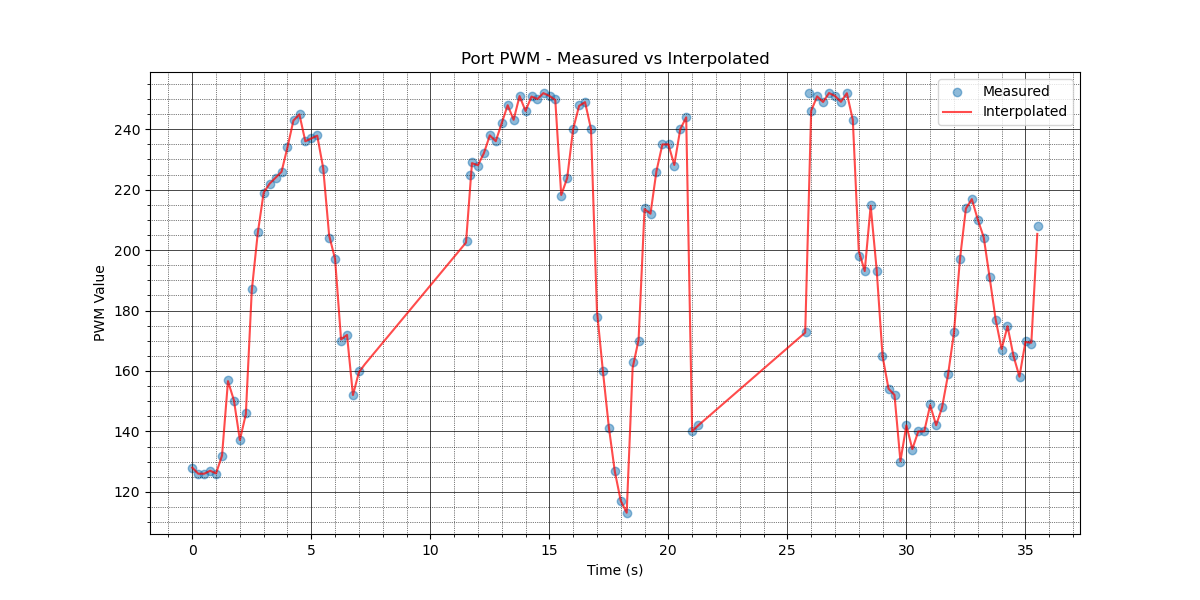 Port PWM - Measured vs Interpolated
Measured
Interpolated
PWM Value
240
220
200
180
160
140
120
0 5 10 15 20 25 30 35
Time (s)